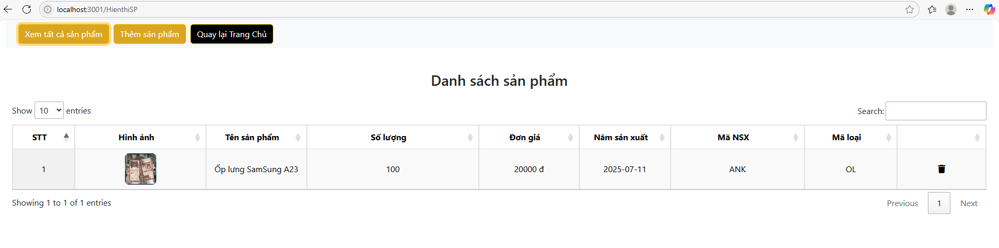 localhost:3001/HienthiSP
Xem tất cả sản phẩm Thêm sản phẩm Quay lại Trang Chủ
Danh sách sản phẩm
Show 10 entries Search:
STT Hình ảnh Tên sản phẩm Số lượng Đơn giá Năm sản xuất Mã NSX Mã loại
1 Ốp lưng SamSung A23 100 20000 đ 2025-07-11 ANK OL
Showing 1 to 1 of 1 entries Previous 1 Next